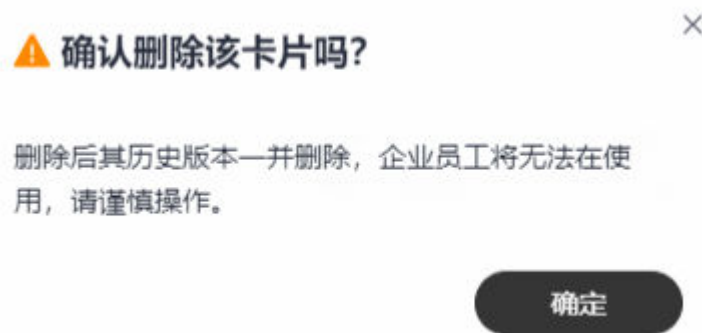 确认删除该卡片吗？
删除后其历史版本一并删除，企业员工将无法在使
用，请谨慎操作。
确定